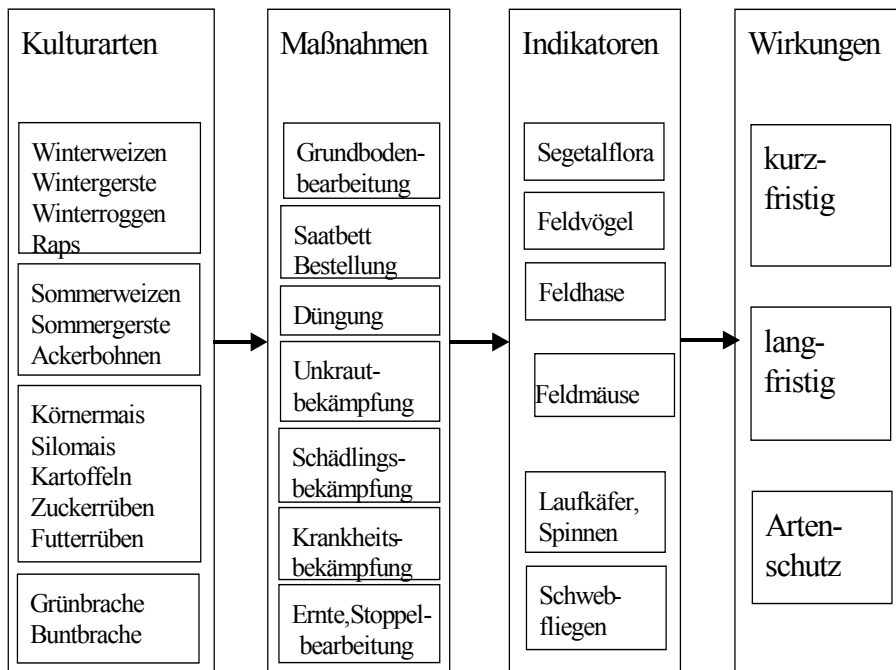 Kulturarten
Winterweizen
Wintergerste
Winterroggen
Raps
Sommerweizen
Sommergerste
Ackerbohnen
Körnermais
Silomais
Kartoffeln
Zuckerrüben
Futterrüben
Grünbrache
Buntbrache
Maßnahmen
Grundboden-
bearbeitung
Saatbett
Bestellung
Düngung
Unkraut-
bekämpfung
Schädlings-
bekämpfung
Krankheits-
bekämpfung
Ernte,Stoppel-
bearbeitung
Indikatoren
Segetalflora
Feldvögel
Feldhase
Feldmäuse
Laufkäfer,
Spinnen
Schweb-
fliegen
Wirkungen
kurz-
fristig
lang-
fristig
Arten-
schutz